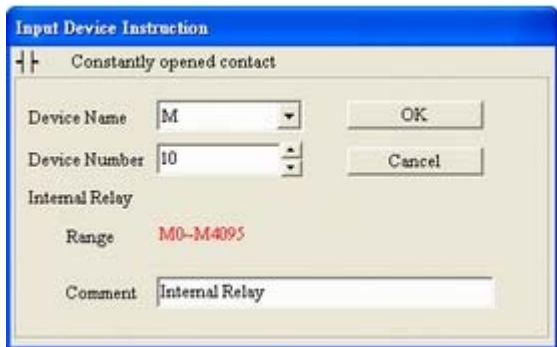 Input Device Instruction
Constantly opened contact
Device Name M OK
Device Number 10 Cancel
Internal Relay
Range M0~M4095
Comment Internal Relay